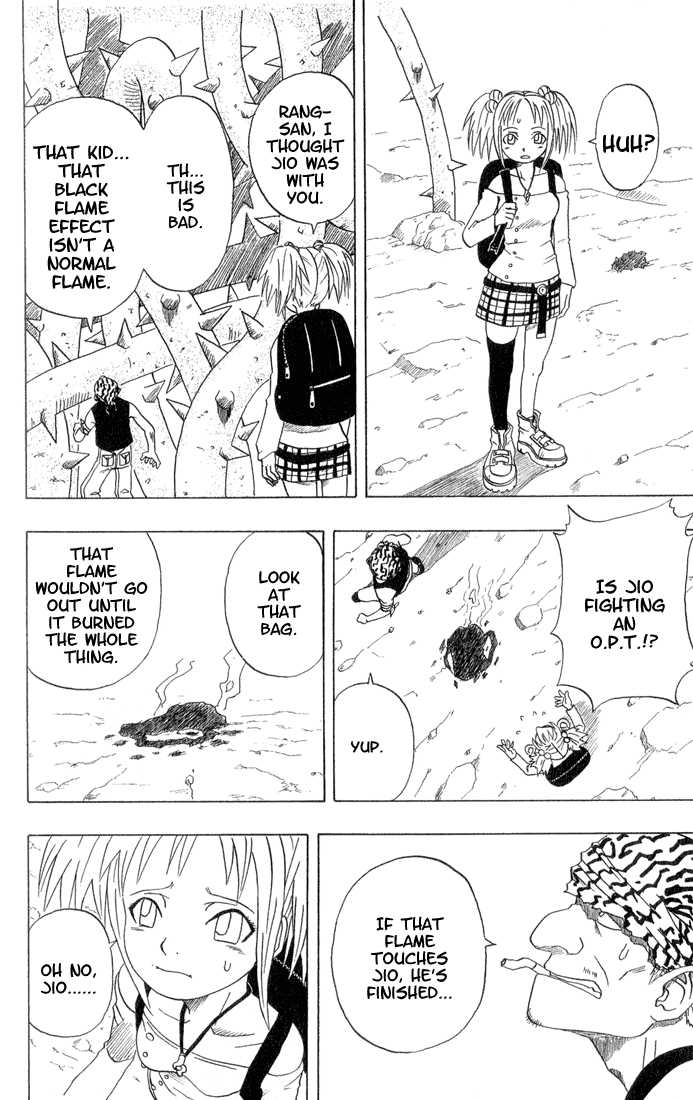 HUH?
RANG-
SAN, I
THOUGHT
JIO WAS
WITH
YOU.
TH...
THIS
IS
BAD.
THAT KID...
THAT
BLACK
FLAME
EFFECT
ISN'T A
NORMAL
FLAME.
IS JIO
FIGHTING
AN
O.P.T.!?
YUP.
LOOK
AT
THAT
BAG.
THAT
FLAME
WOULDN'T GO
OUT UNTIL
IT BURNED
THE WHOLE
THING.
IF THAT
FLAME
TOUCHES
JIO, HE'S
FINISHED...
OH NO,
JIO......